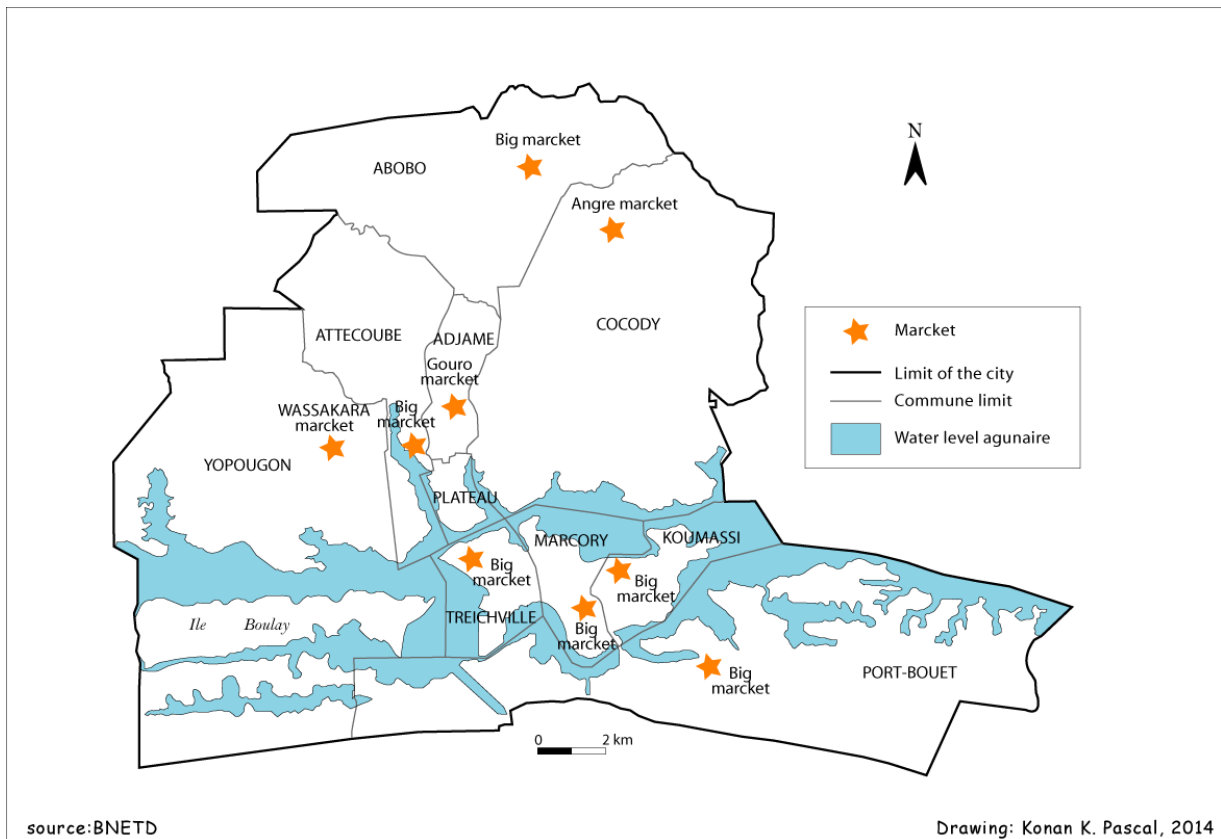 Big marcket
ABOBO
N
Angre marcket
COCODY
ATTECOUBE
ADJAME
Gouro
marcket
WASSAKARA
marcket
Big
marcket
YOPOUGON
PLATEAU
MARCORY
KOUMASSI
Big
marcket
Big
marcket
TREICHVILLE
Big
marcket
Ile Boulay
Big
marcket
PORT-BOUET
Marcket
Limit of the city
Commune limit
Water level agunaire
0 2 km
source:BNETD
Drawing: Konan K. Pascal, 2014